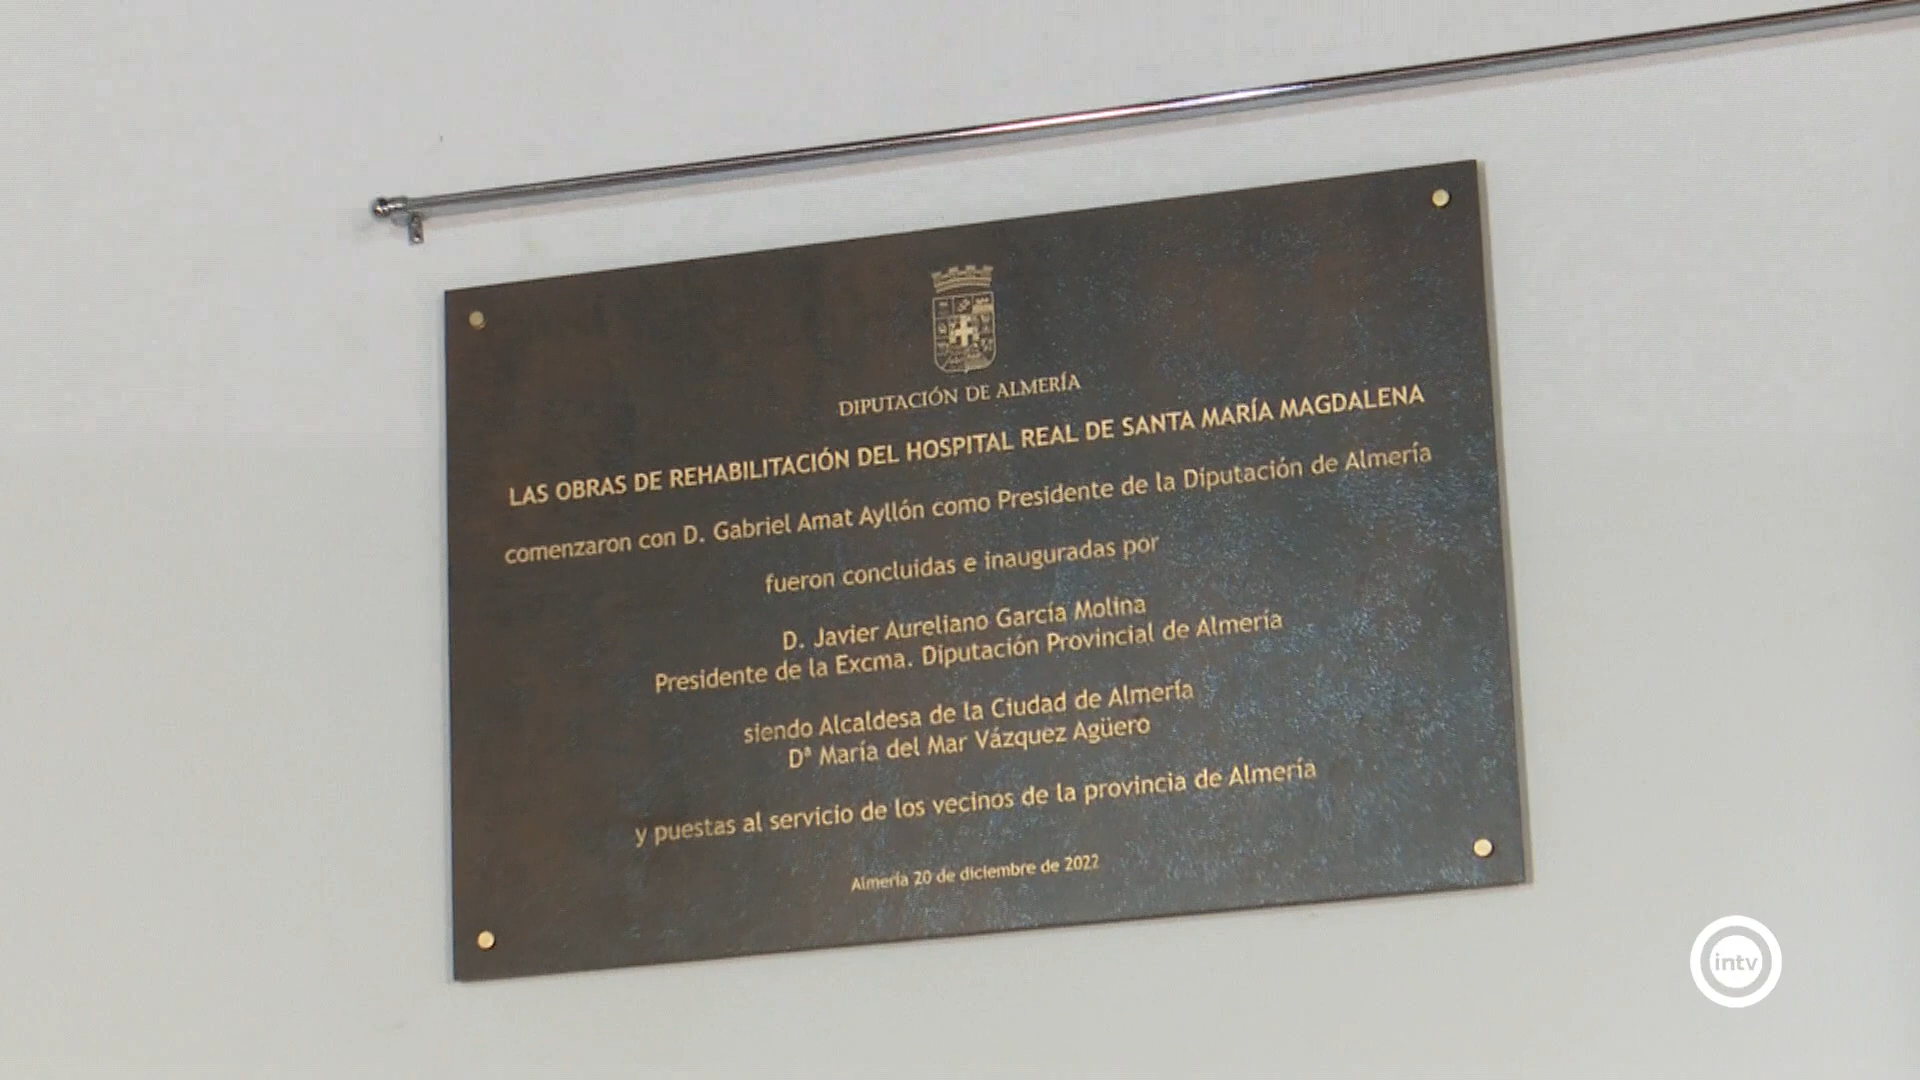 DIPUTACIÓN DE ALMERÍA
LAS OBRAS DE REHABILITACIÓN DEL HOSPITAL REAL DE SANTA MARÍA MAGDALENA
comenzaron con D. Gabriel Amat Ayllón como Presidente de la Diputación de Almería
fueron concluidas e inauguradas por
D. Javier Aureliano García Molina
Presidente de la Excma. Diputación Provincial de Almería
siendo Alcaldesa de la Ciudad de Almería
Dª María del Mar Vázquez Agüero
y puestas al servicio de los vecinos de la provincia de Almería
Almería 20 de diciembre de 2022
intv